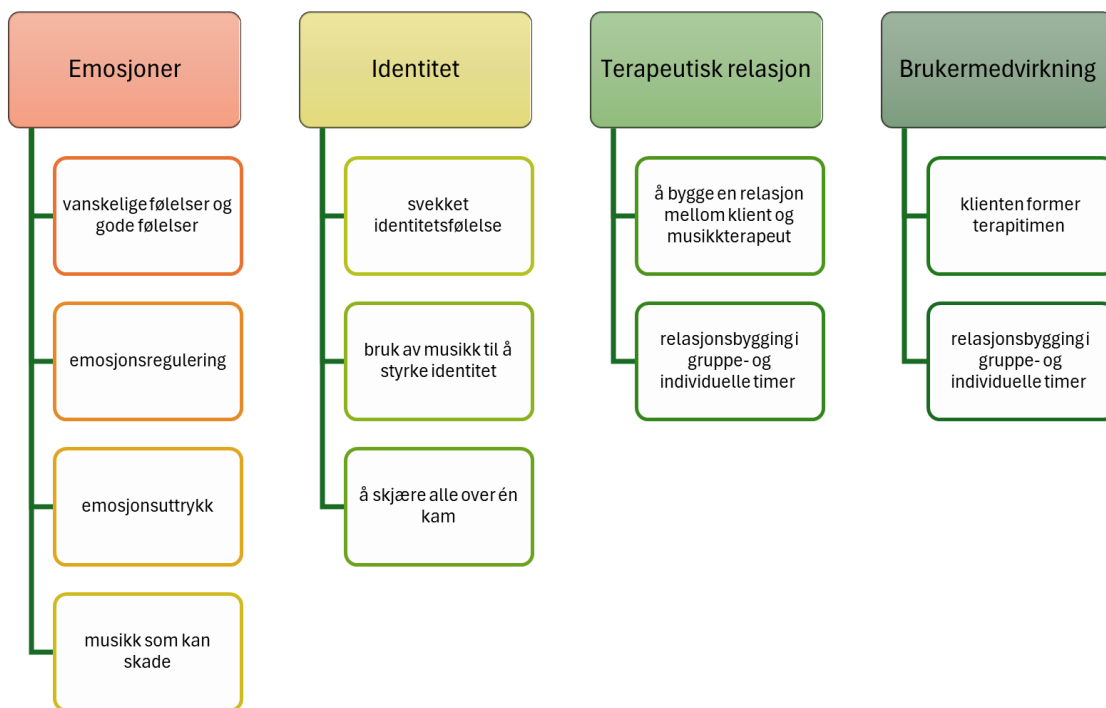 Emosjoner
vanskelige følelser og
gode følelser
emosjonsregulering
emosjonsuttrykk
musikk som kan
skade
Identitet
svekket
identitetsfølelse
bruk av musikk til å
styrke identitet
å skjære alle over én
kam
Terapeutisk relasjon
å bygge en relasjon
mellom klient og
musikkterapeut
relasjonsbygging i
gruppe- og
individuelle timer
Brukermedvirkning
klienten former
terapitimen
relasjonsbygging i
gruppe- og
individuelle timer